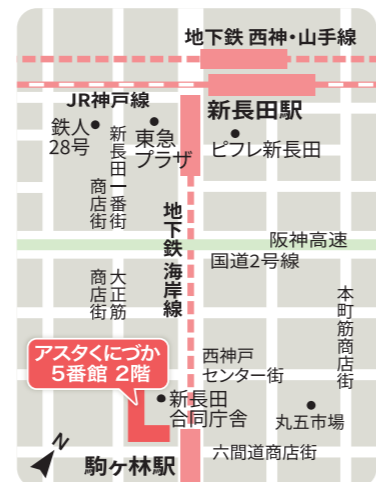 地下鉄 西神・山手線
JR神戸線
新長田駅
鉄人
28号
東急
プラザ
ピフレ新長田
新長田一番街
商店街
地下鉄 海岸線
阪神高速
国道2号線
大正筋
商店街
本町筋商店街
アスタくにづか
5番館 2階
西神戸
センター街
新長田
合同庁舎
丸五市場
六間道商店街
駒ヶ林駅
N